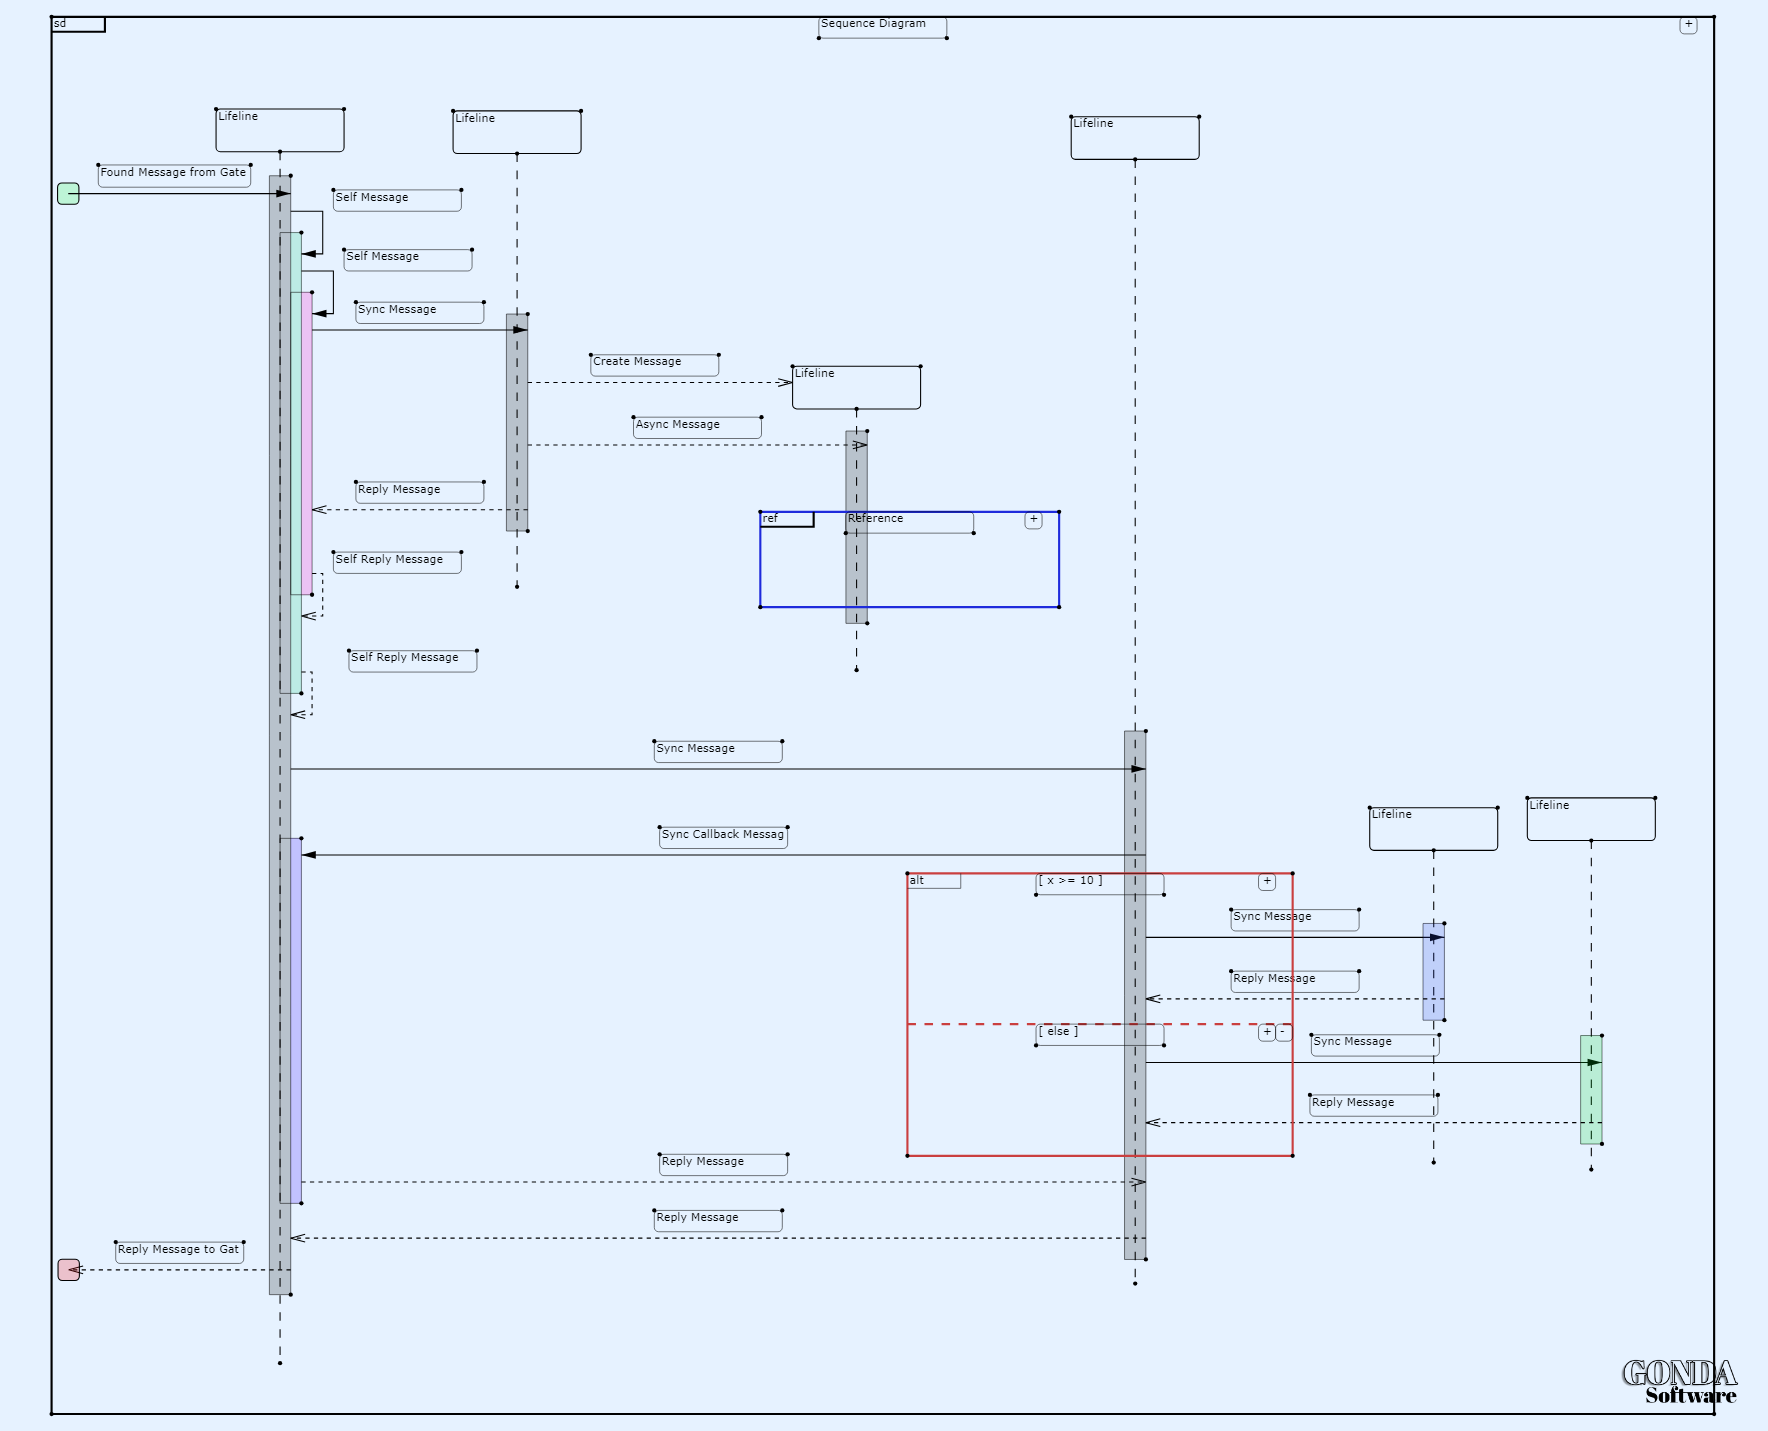 sd
Sequence Diagram
+
Lifeline
Lifeline
Lifeline
Found Message from Gate
Self Message
Self Message
Sync Message
Create Message
Lifeline
Async Message
Reply Message
ref
Reference
+
Self Reply Message
Self Reply Message
Sync Message
Lifeline
Lifeline
Sync Callback Messag
alt
[ x >= 10 ]
+
Sync Message
Reply Message
[ else ]
+
-
Sync Message
Reply Message
Reply Message
Reply Message
Reply Message to Gat
GONDA
Software